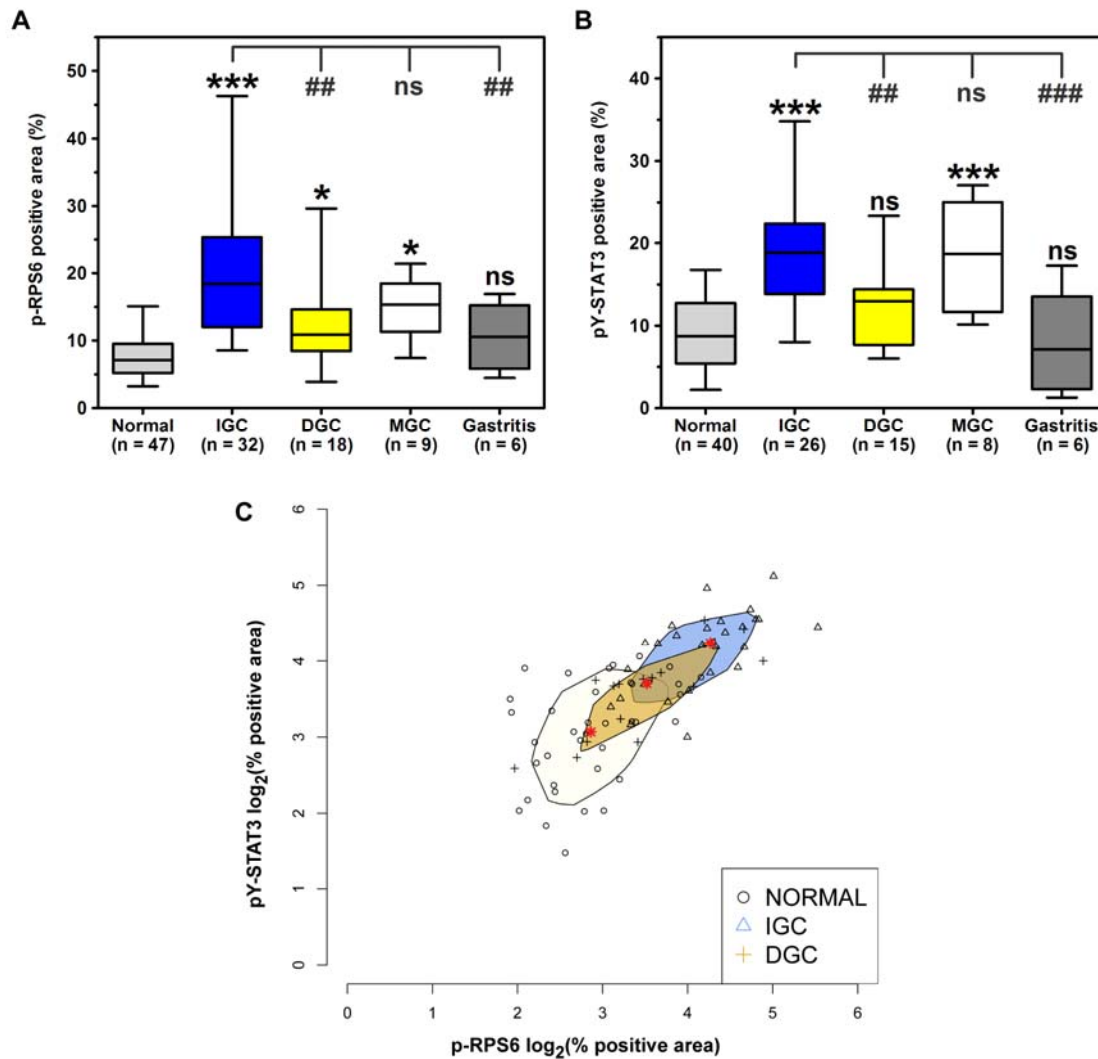 A
p-RPS6 positive area (%)
50
40
30
20
10
0
*** ## ns ##
* * ns
Normal IGC DGC MGC Gastritis
(n = 47) (n = 32) (n = 18) (n = 9) (n = 6)
B
pY-STAT3 positive area (%)
40
30
20
10
0
*** ## ns ###
ns *** ns
Normal IGC DGC MGC Gastritis
(n = 40) (n = 26) (n = 15) (n = 8) (n = 6)
C
pY-STAT3 log2(% positive area)
6
5
4
3
2
1
0
NORMAL
IGC
DGC
0 1 2 3 4 5 6
p-RPS6 log2(% positive area)